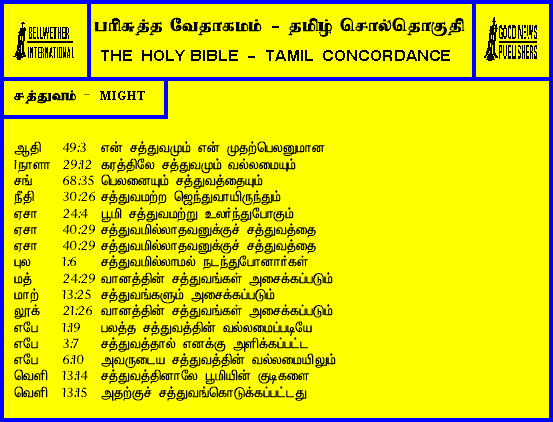 பரிசுத்த வேதாகமம் - தமிழ் சொல்தொகுதி
BELLWETHER INTERNATIONAL
THE HOLY BIBLE - TAMIL CONCORDANCE
GOOD NEWS PUBLISHERS
சத்துவம் - MIGHT
ஆதி 49:3 என் சத்துவமும் என் முதற்பெலனுமான
1நாளா 29:12 கரத்திலே சத்துவமும் வல்லமையும்
சங் 68:35 பெலனையும் சத்துவத்தையும்
நீதி 30:26 சத்துவமற்ற ஜெந்துவாயிருந்தும்
ஏசா 24:4 பூமி சத்துவமற்று உலர்ந்துபோகும்
ஏசா 40:29 சத்துவமில்லாதவனுக்குச் சத்துவத்தை
ஏசா 40:29 சத்துவமில்லாதவனுக்குச் சத்துவத்தை
புல 1:6 சத்துவமில்லாமல் நடந்துபோனார்கள்
மத் 24:29 வானத்தின் சத்துவங்கள் அசைக்கப்படும்
மாற் 13:25 சத்துவங்களும் அசைக்கப்படும்
லூக் 21:26 வானத்தின் சத்துவங்கள் அசைக்கப்படும்
எபே 1:19 பலத்த சத்துவத்தின் வல்லமைப்படியே
எபே 3:7 சத்துவத்தால் எனக்கு அளிக்கப்பட்ட
எபே 6:10 அவருடைய சத்துவத்தின் வல்லமையிலும்
வெளி 13:14 சத்துவத்தினாலே பூமியின் குடிகளை
வெளி 13:15 அதற்குச் சத்துவங்கொடுக்கப்பட்டது